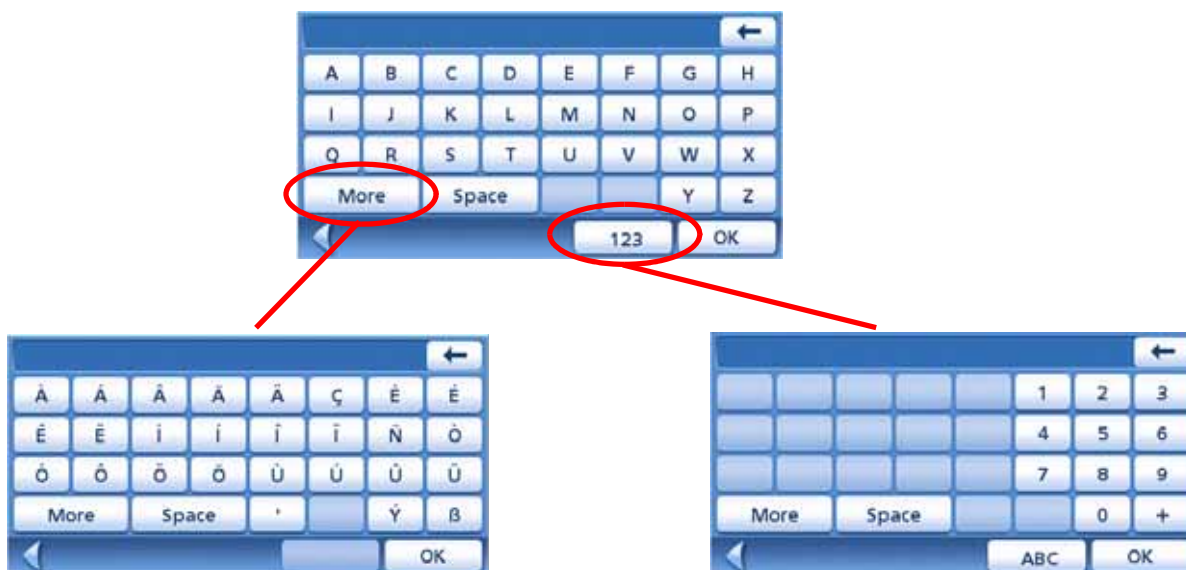 ←
A B C D E F G H
I J K L M N O P
Q R S T U V W X
More Space Y Z
123 OK
←
À Á Â Ã Ä Ç È É
Ê Ë Ì Í Î Ï Ñ Ò
Ó Ô Õ Ö Ù Ú Û Ü
More Space ' Ý ß
OK
←
1 2 3
4 5 6
7 8 9
More Space 0 +
ABC OK